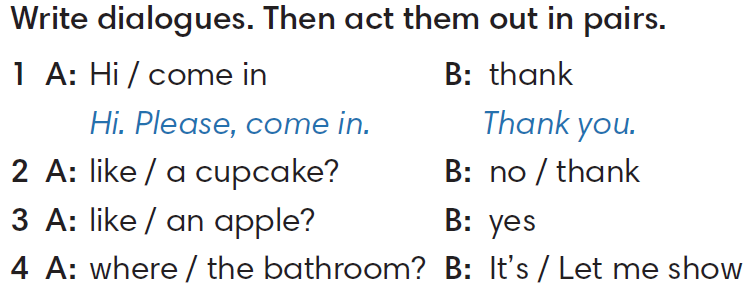 Write dialogues. Then act them out in pairs.
1 A: Hi / come in B: thank
Hi. Please, come in. Thank you.
2 A: like / a cupcake? B: no / thank
3 A: like / an apple? B: yes
4 A: where / the bathroom? B: It's / Let me show